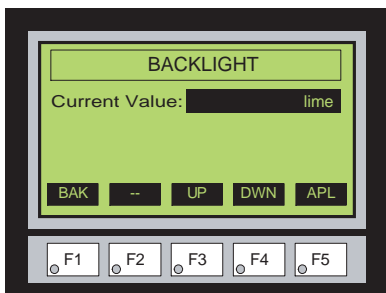 BACKLIGHT
Current Value: lime
BAK -- UP DWN APL
F1 F2 F3 F4 F5